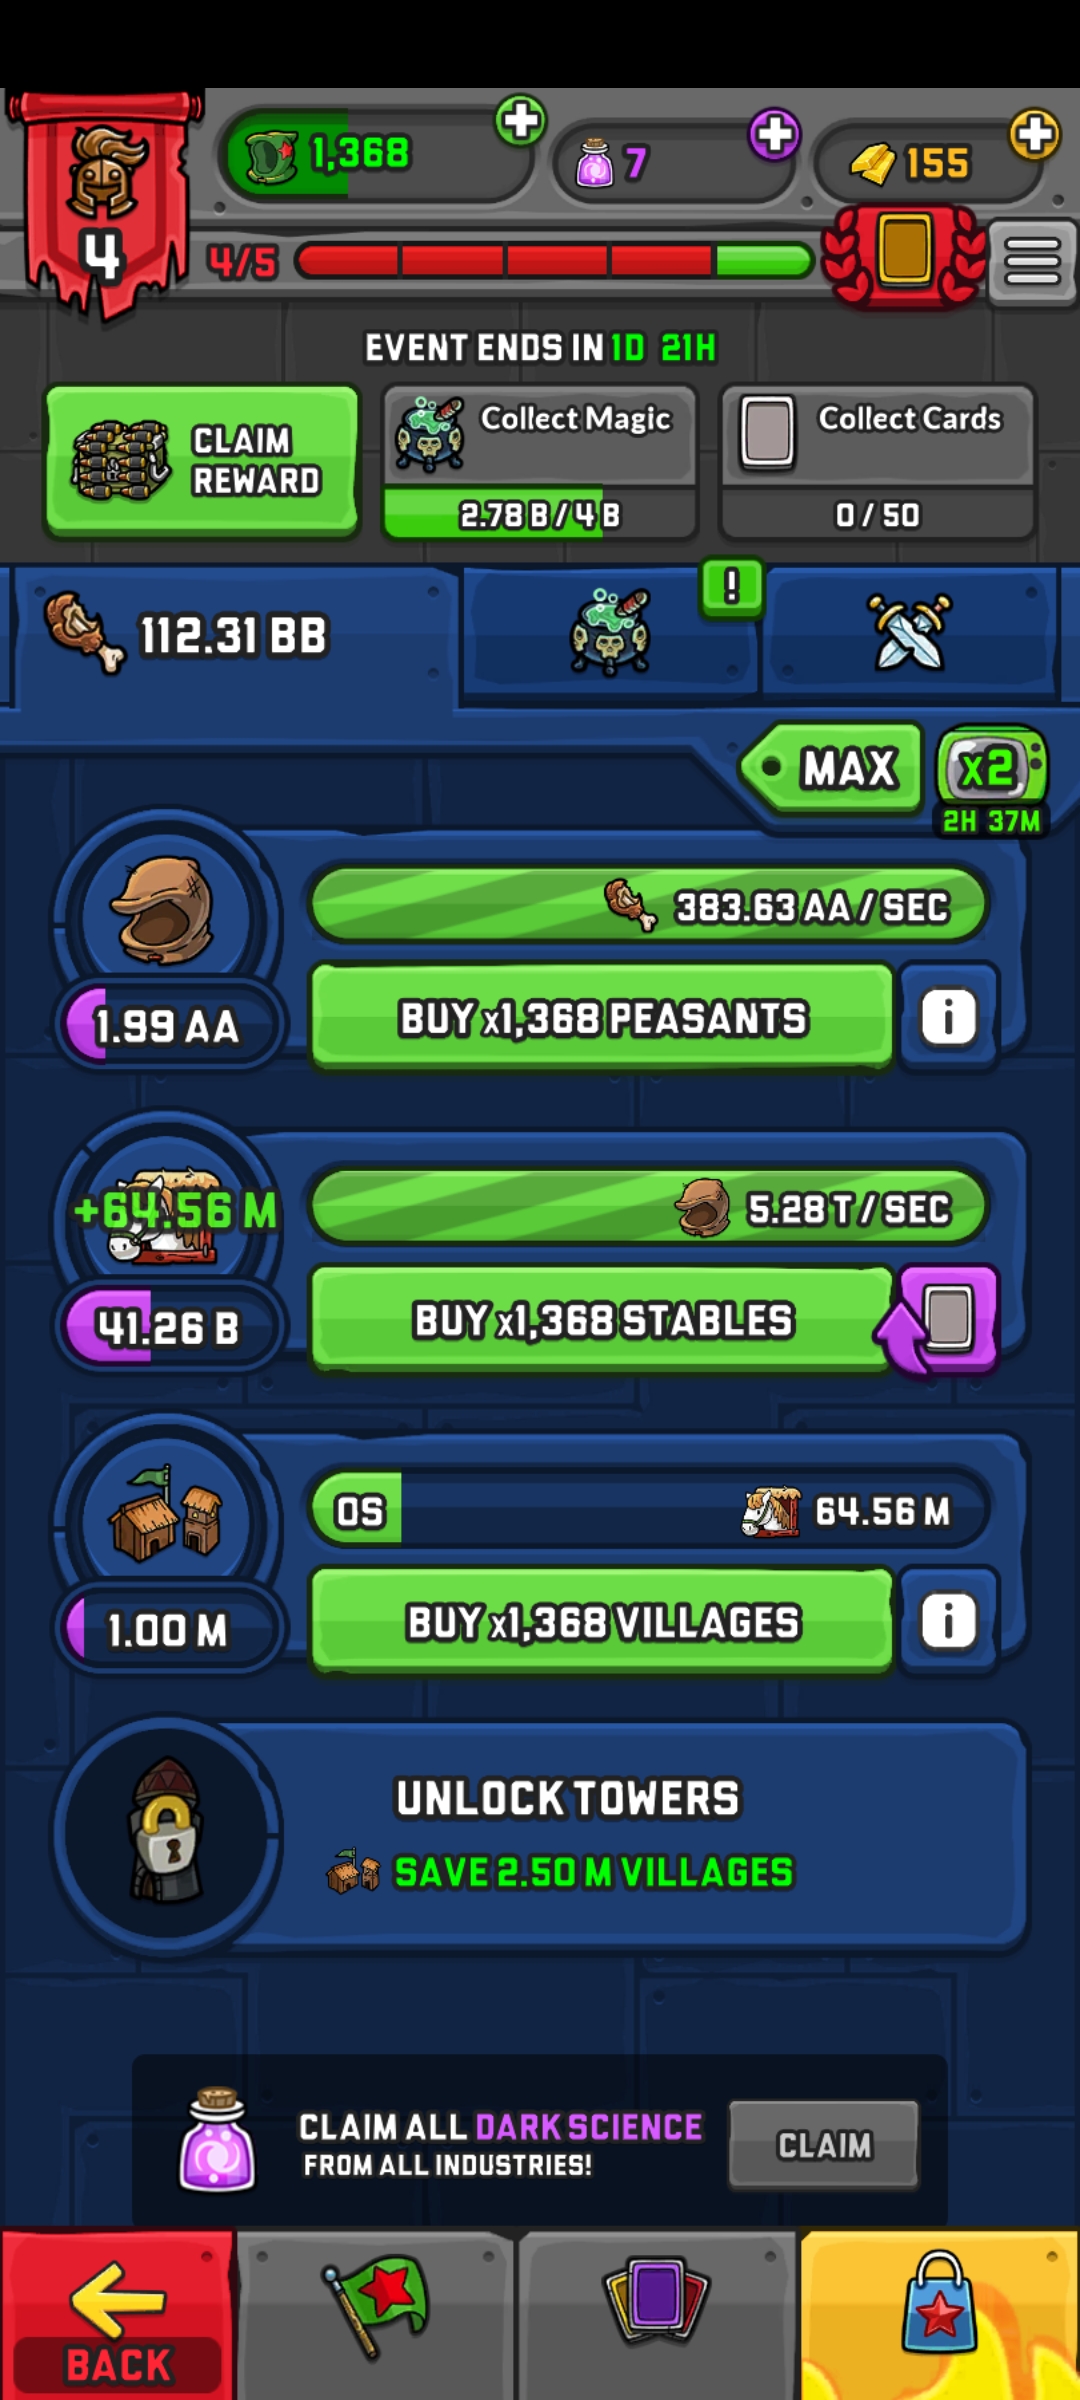 1,368
7
155
4
4/5
EVENT ENDS IN 1D 21H
CLAIM
REWARD
Collect Magic
2.78 B / 4 B
Collect Cards
0 / 50
112.31 BB
!
MAX
x2
2H 37M
383.63 AA / SEC
1.99 AA
BUY x1,368 PEASANTS
i
+64.56 M
5.28 T / SEC
41.26 B
BUY x1,368 STABLES
0S
64.56 M
1.00 M
BUY x1,368 VILLAGES
i
UNLOCK TOWERS
SAVE 2.50 M VILLAGES
CLAIM ALL DARK SCIENCE
FROM ALL INDUSTRIES!
CLAIM
BACK